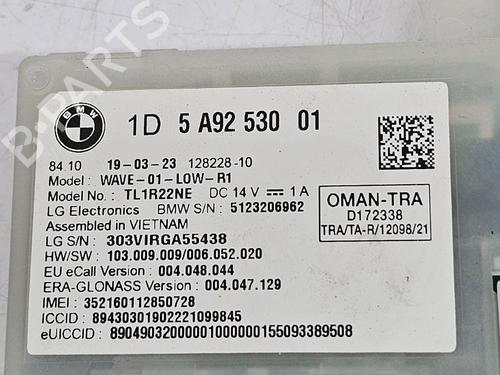 BMW
1D 5 A92 530 01
84.10 19-03-23 128228-10
Model: WAVE-01-LOW-R1
Model No.: TL1R22NE DC 14 V ⎓ 1 A
LG Electronics BMW S/N: 5123206962
Assembled in VIETNAM
LG S/N: 303VIRGA55438
HW/SW: 103.009.009/006.052.020
EU eCall Version: 004.048.044
ERA-GLONASS Version: 004.047.129
IMEI: 352160112850728
ICCID: 89430301902221099845
eUICCID: 89049032000001000000155093389508
OMAN-TRA
D172338
TRA/TA-R/12098/21
B-PARTS